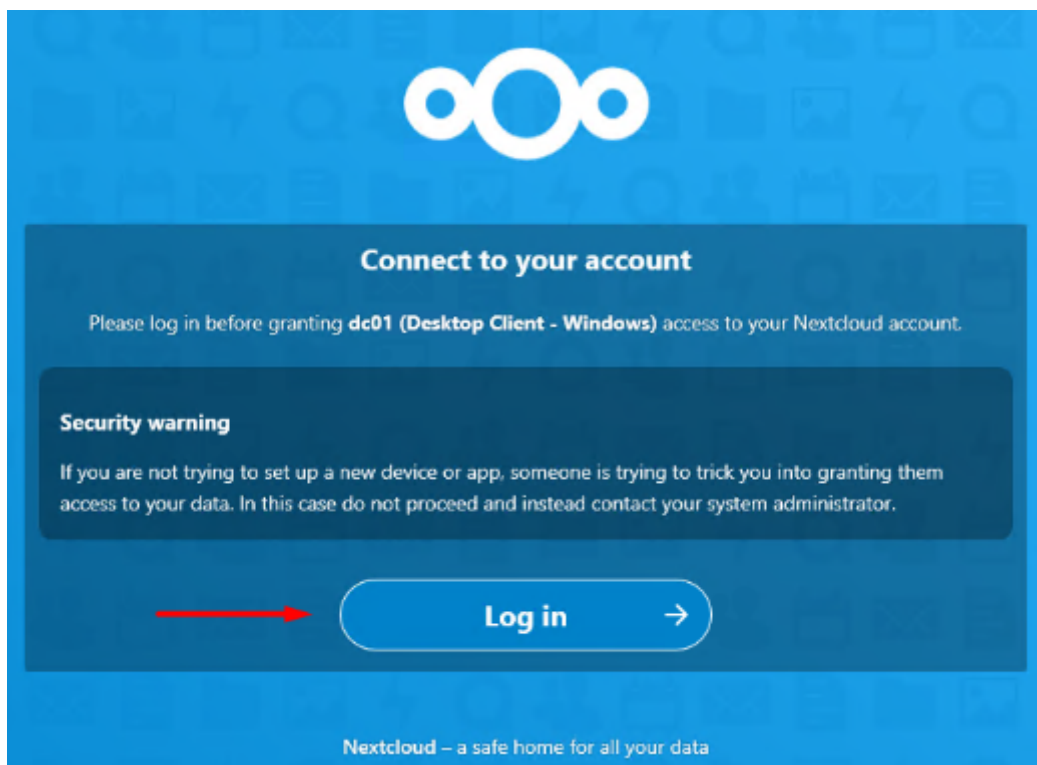 Connect to your account
Please log in before granting dc01 (Desktop Client - Windows) access to your Nextcloud account.
Security warning
If you are not trying to set up a new device or app, someone is trying to trick you into granting them
access to your data. In this case do not proceed and instead contact your system administrator.
Log in
Nextcloud – a safe home for all your data